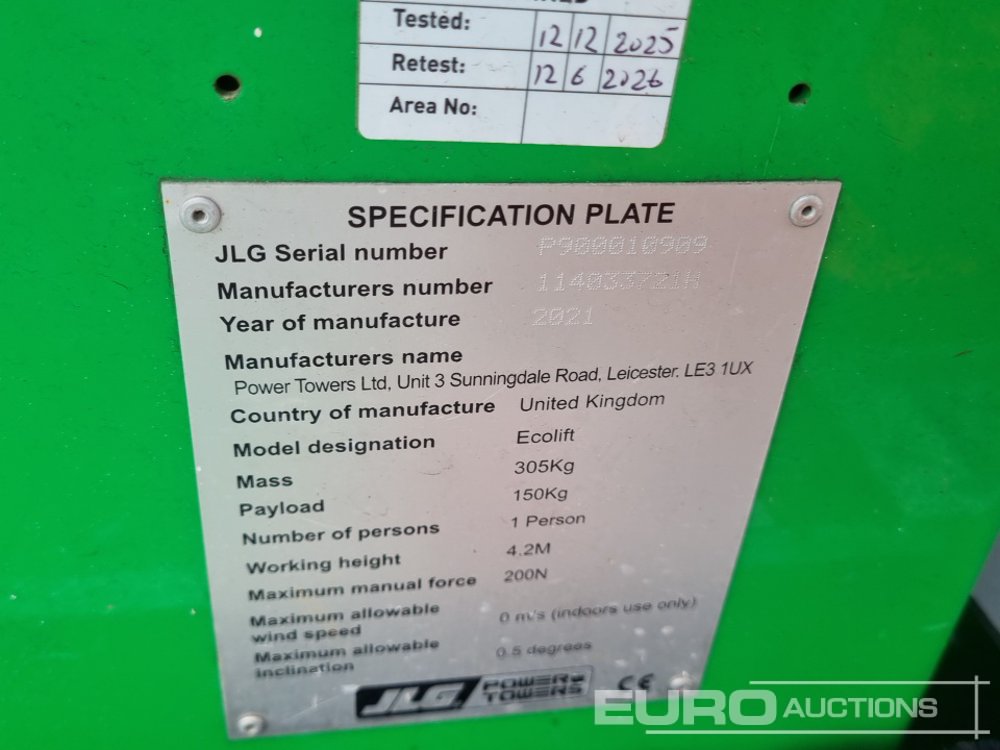 Tested: 12 12 2025
Retest: 12 6 2026
Area No:
SPECIFICATION PLATE
JLG Serial number P900010909
Manufacturers number 114033721H
Year of manufacture 2021
Manufacturers name
Power Towers Ltd, Unit 3 Sunningdale Road, Leicester. LE3 1UX
Country of manufacture United Kingdom
Model designation Ecolift
Mass 305Kg
Payload 150Kg
Number of persons 1 Person
Working height 4.2M
Maximum manual force 200N
Maximum allowable
wind speed 0 m/s (indoors use only)
Maximum allowable
inclination 0.5 degrees
JLG POWER TOWERS CE
EURO AUCTIONS